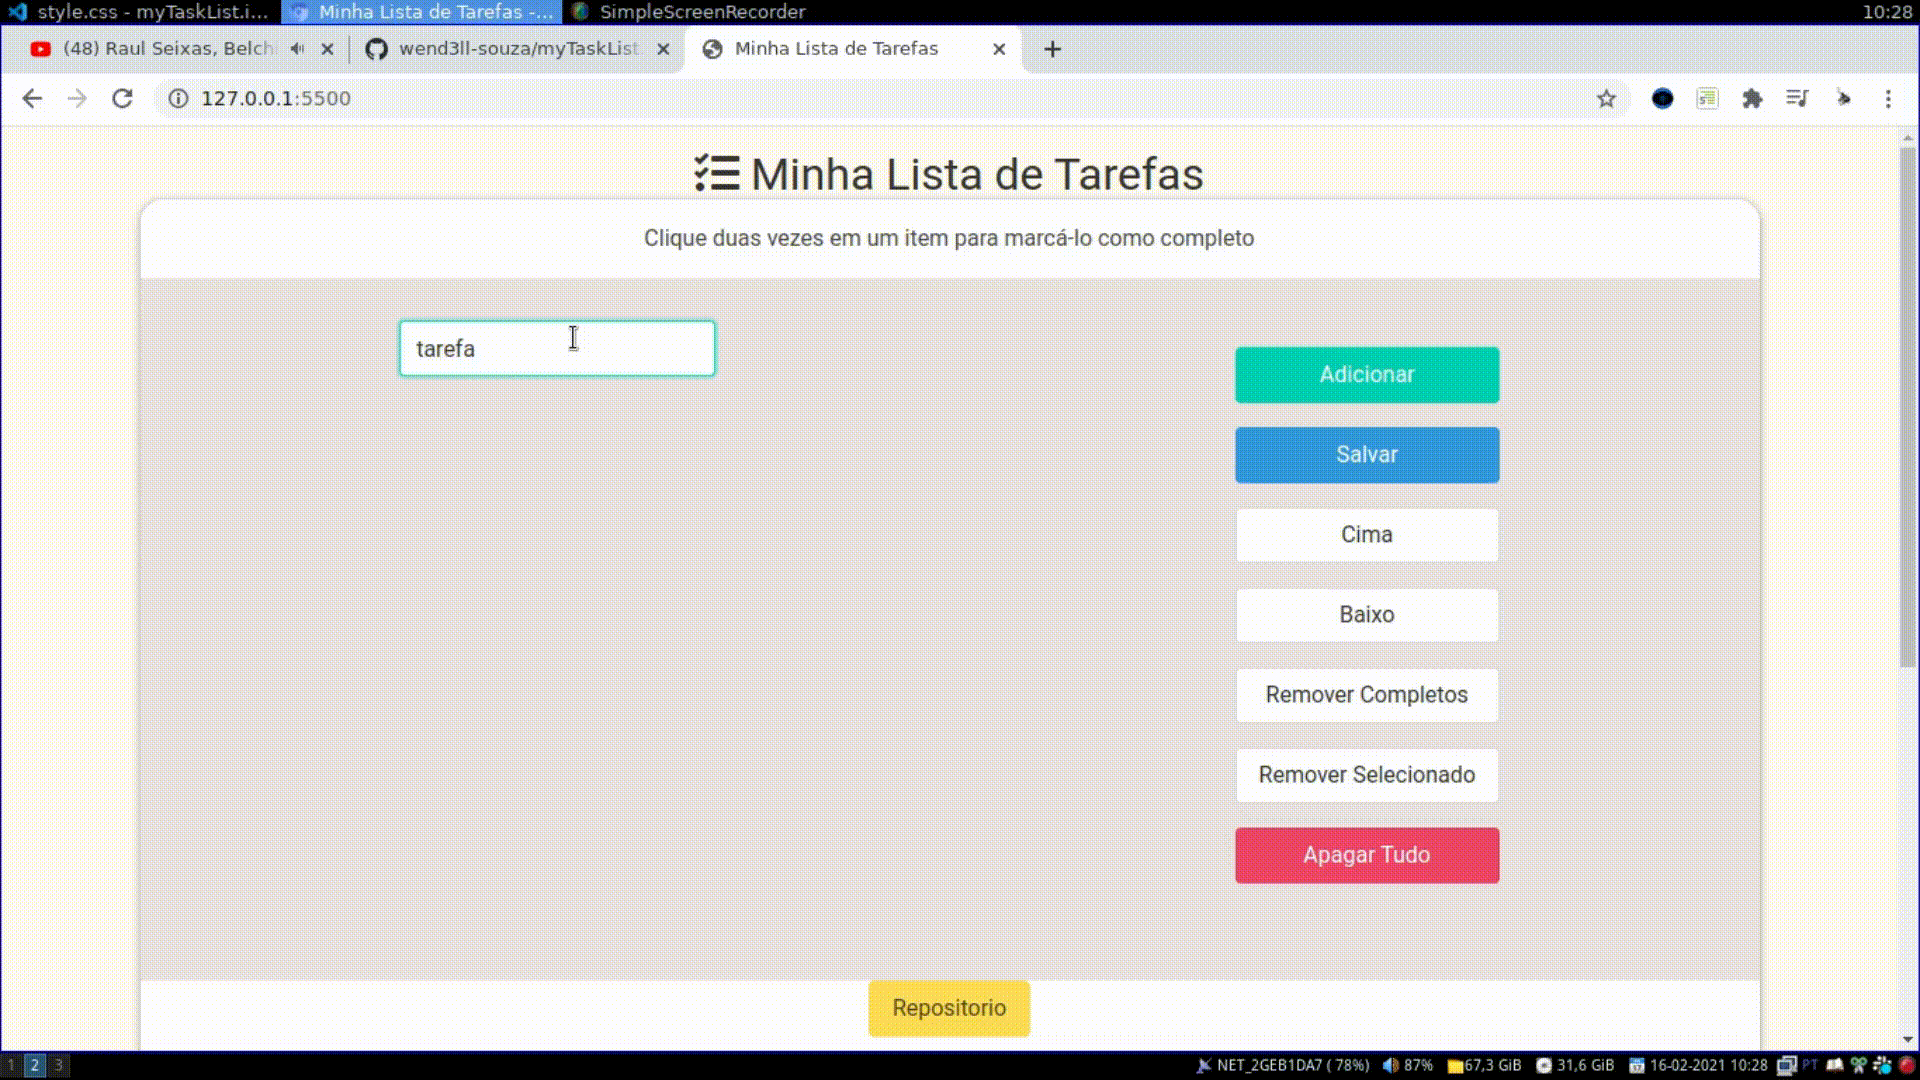 style.css - myTaskList.i...
Minha Lista de Tarefas -...
SimpleScreenRecorder
10:28
(48) Raul Seixas, Belch
wend3ll-souza/myTaskList
Minha Lista de Tarefas
127.0.0.1:5500
Minha Lista de Tarefas
Clique duas vezes em um item para marcá-lo como completo
tarefa
Adicionar
Salvar
Cima
Baixo
Remover Completos
Remover Selecionado
Apagar Tudo
Repositorio
1 2 3
NET_2GEB1DA7 ( 78%) 87% 67,3 GiB 31,6 GiB 16-02-2021 10:28 PT